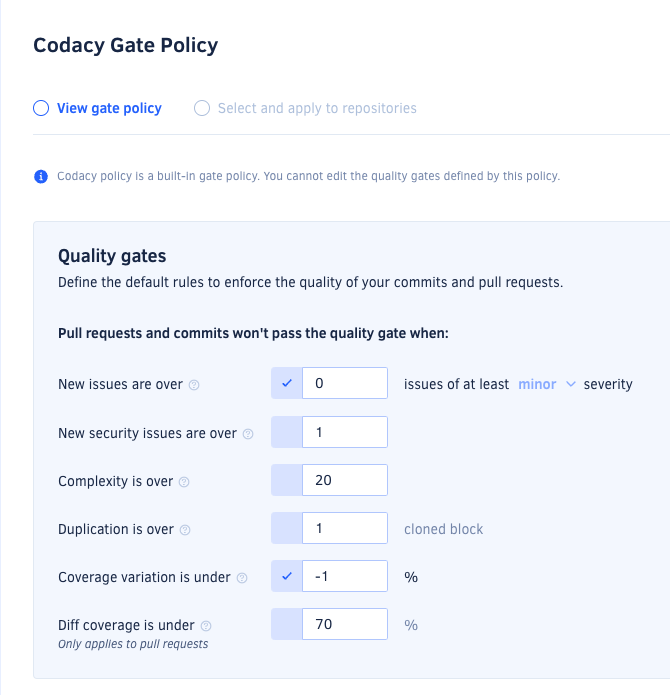 Codacy Gate Policy
View gate policy Select and apply to repositories
Codacy policy is a built-in gate policy. You cannot edit the quality gates defined by this policy.
Quality gates
Define the default rules to enforce the quality of your commits and pull requests.
Pull requests and commits won't pass the quality gate when:
New issues are over 0 issues of at least minor severity
New security issues are over 1
Complexity is over 20
Duplication is over 1 cloned block
Coverage variation is under -1 %
Diff coverage is under 70 %
Only applies to pull requests